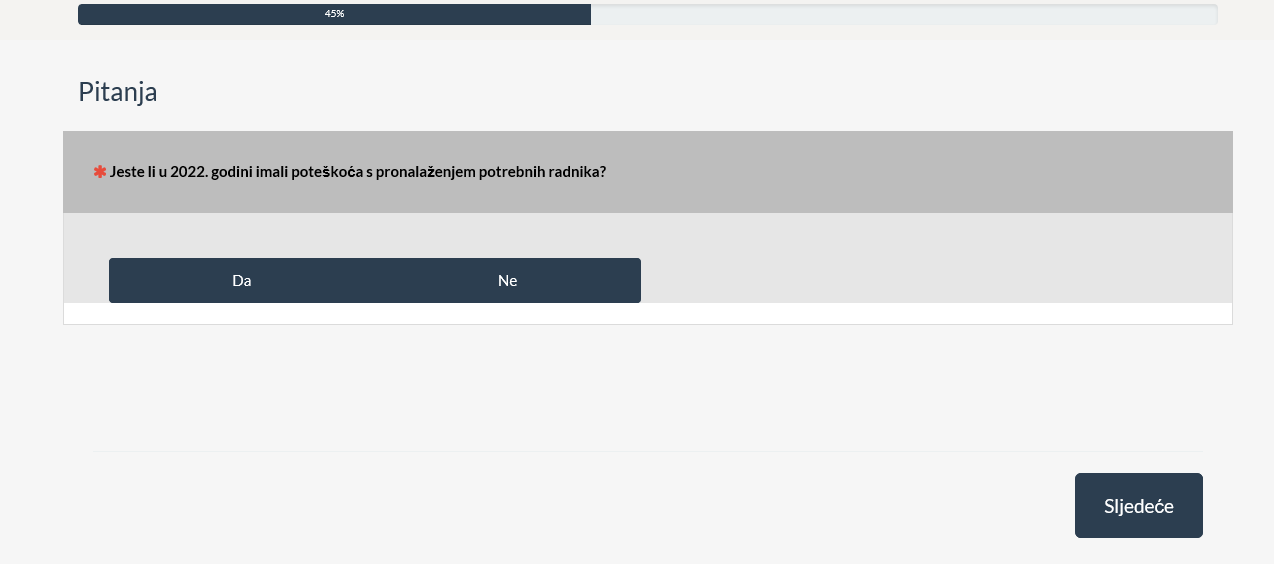 45%
Pitanja
✱ Jeste li u 2022. godini imali poteškoća s pronalaženjem potrebnih radnika?
Da Ne
Sljedeće